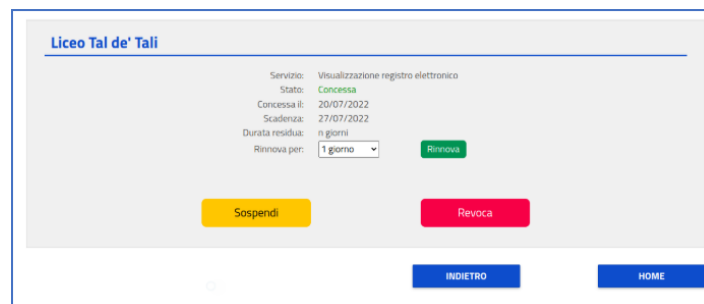 Liceo Tal de' Tali
Servizio: Visualizzazione registro elettronico
Stato: Concessa
Concessa il: 20/07/2022
Scadenza: 27/07/2022
Durata residua: n giorni
Rinnova per: 1 giorno Rinnova
Sospendi Revoca
INDIETRO HOME